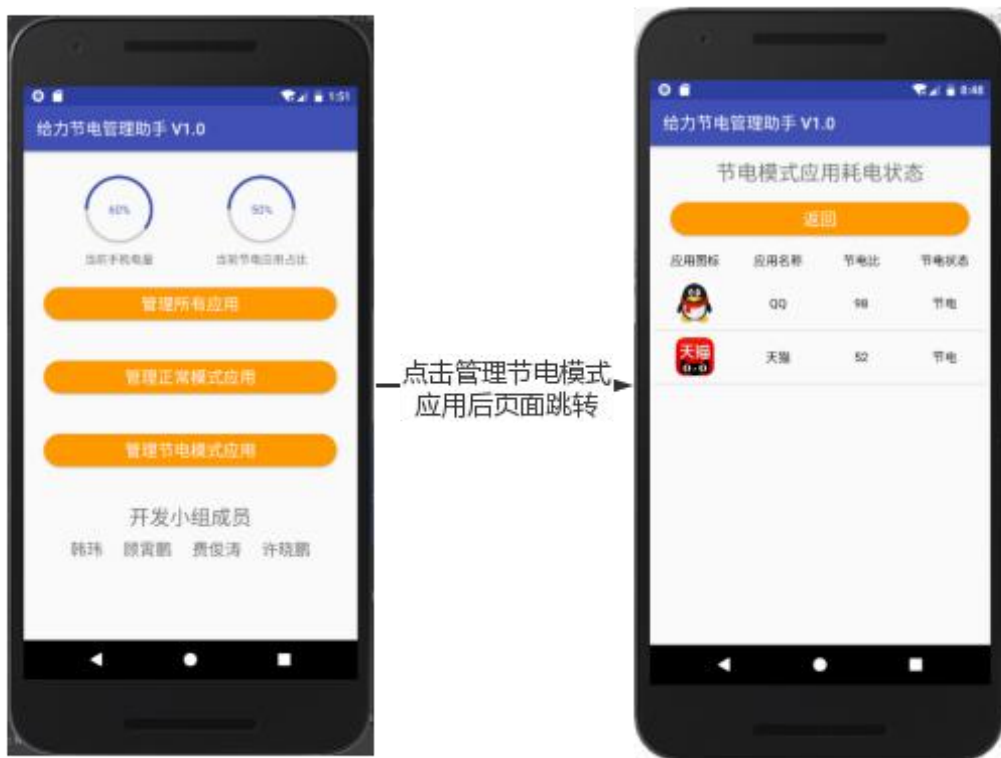 1:51
给力节电管理助手 V1.0
60%
50%
当前手机电量
当前节电应用占比
管理所有应用
管理正常模式应用
管理节电模式应用
开发小组成员
韩玮 顾霄鹏 费俊涛 许晓鹏
点击管理节电模式
应用后页面跳转
8:48
给力节电管理助手 V1.0
节电模式应用耗电状态
返回
应用图标 应用名称 节电比 节电状态
QQ 98 节电
天猫
天猫 52 节电